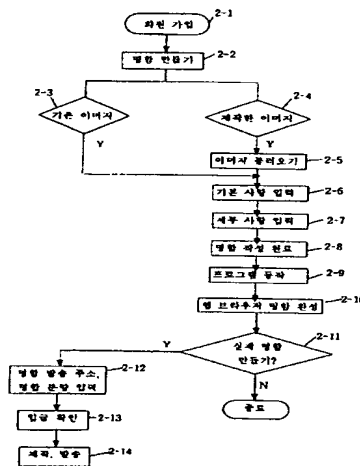 회원 가입
2-1
명함 만들기
2-2
2-3
기존 이미지
2-4
제작한 이미지
Y
Y
이미지 불러오기
2-5
기본 사항 입력
2-6
세부 사항 입력
2-7
명함 작성 완료
2-8
프로그램 동작
2-9
웹 브라우저 명함 완성
2-10
실제 명함
만들기?
2-11
Y
N
종료
명함 발송 주소,
명함 분량 입력
2-12
입금 확인
2-13
제작, 발송
2-14